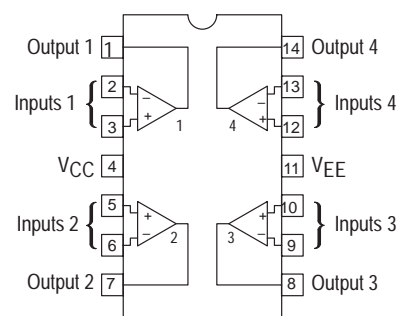 Output 1 1 14 Output 4
2 13
Inputs 1 − − Inputs 4
3 + 1 4 + 12
VCC 4 11 VEE
5 + + 10
Inputs 2 2 3 Inputs 3
6 − − 9
Output 2 7 8 Output 3